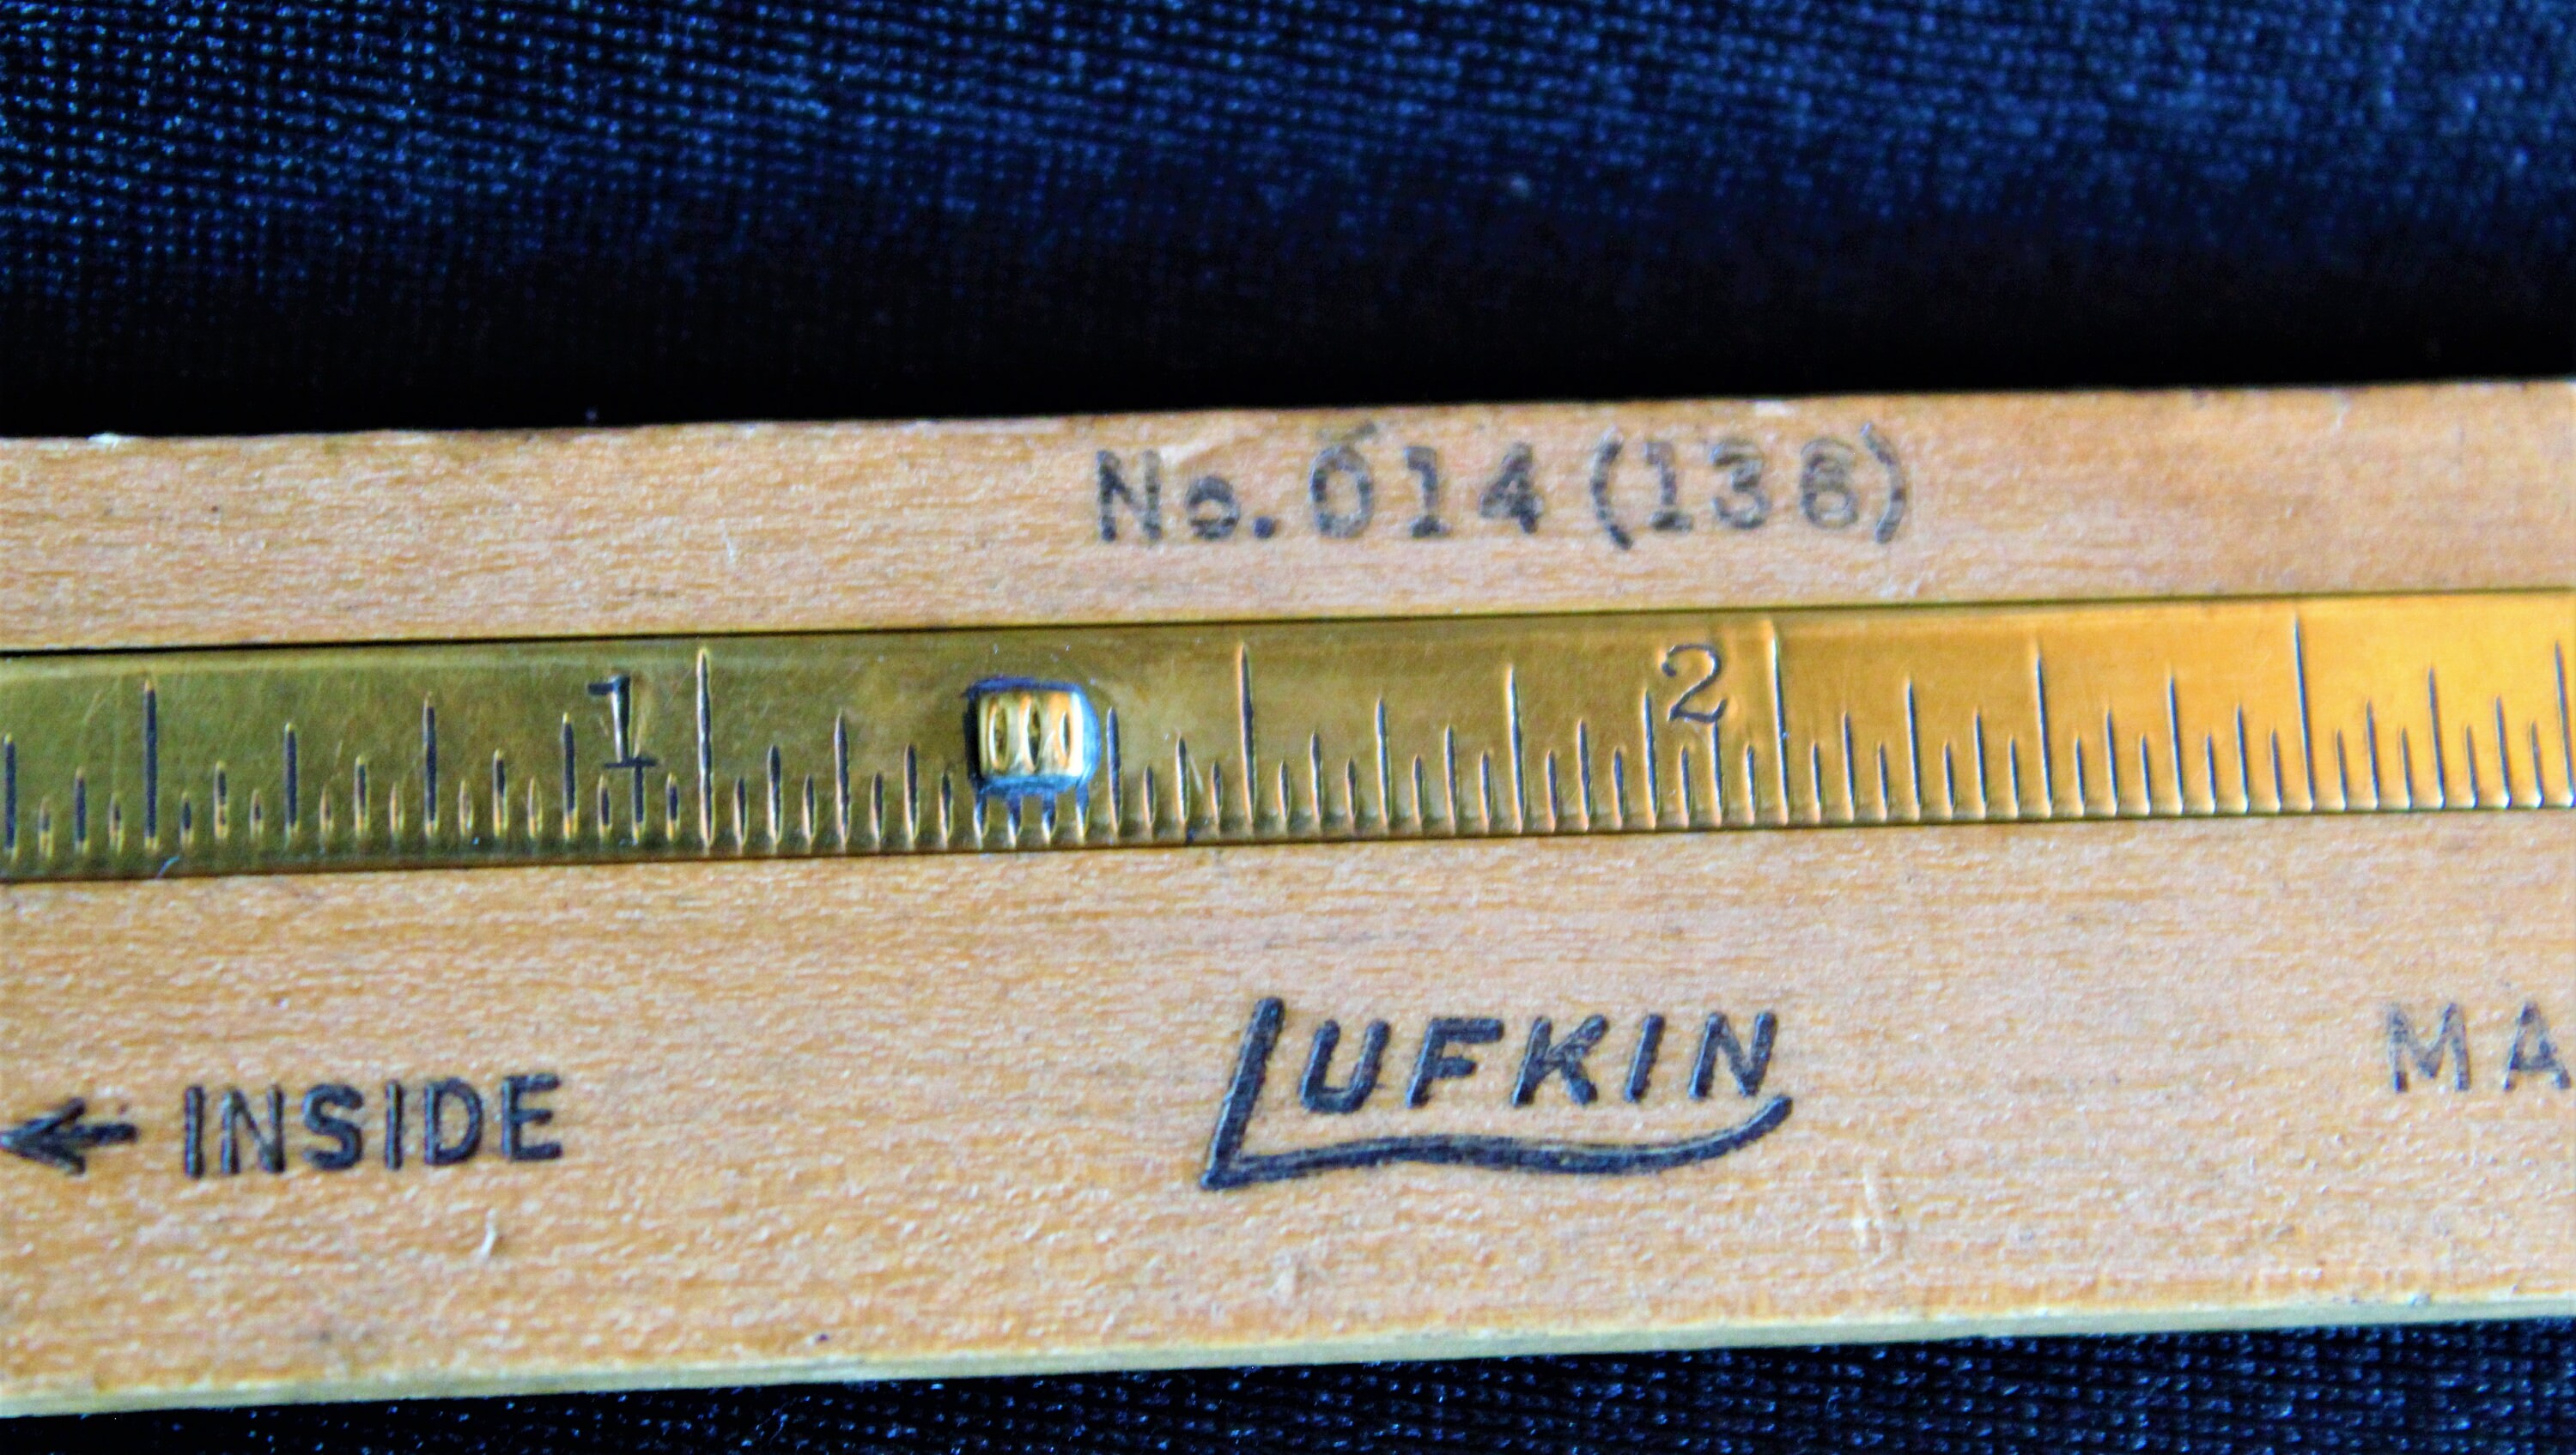 No. 014 (136)
1 2
← INSIDE
LUFKIN
MA